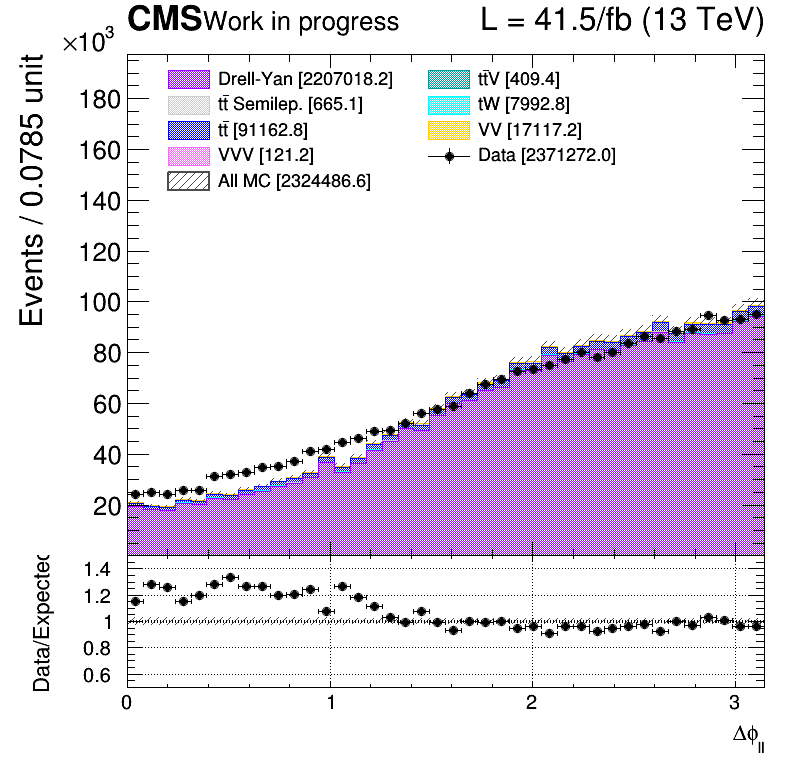 CMS Work in progress L = 41.5/fb (13 TeV)
×10³
Events / 0.0785 unit
180
160
140
120
100
80
60
40
20
Drell-Yan [2207018.2]
tt̄ Semilep. [665.1]
tt̄ [91162.8]
VVV [121.2]
All MC [2324486.6]
tt̄V [409.4]
tW [7992.8]
VV [17117.2]
Data [2371272.0]
Data/Expected
1.4
1.2
1
0.8
0.6
0 1 2 3
Δϕ_ll